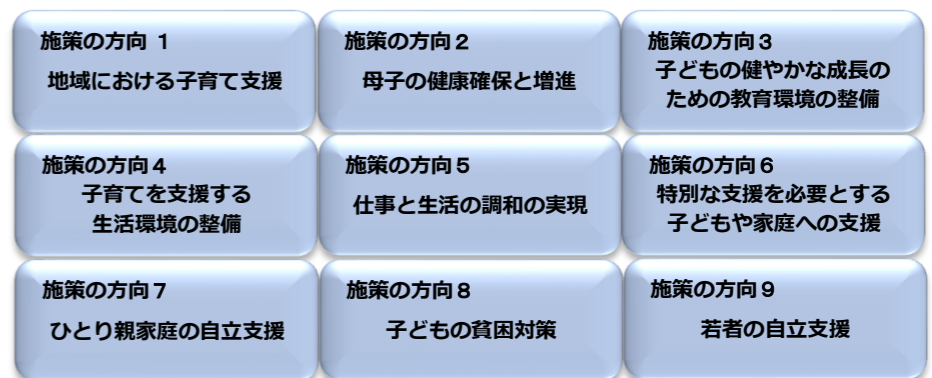 施策の方向 1
地域における子育て支援
施策の方向2
母子の健康確保と増進
施策の方向3
子どもの健やかな成長の
ための教育環境の整備
施策の方向4
子育てを支援する
生活環境の整備
施策の方向5
仕事と生活の調和の実現
施策の方向6
特別な支援を必要とする
子どもや家庭への支援
施策の方向7
ひとり親家庭の自立支援
施策の方向8
子どもの貧困対策
施策の方向9
若者の自立支援